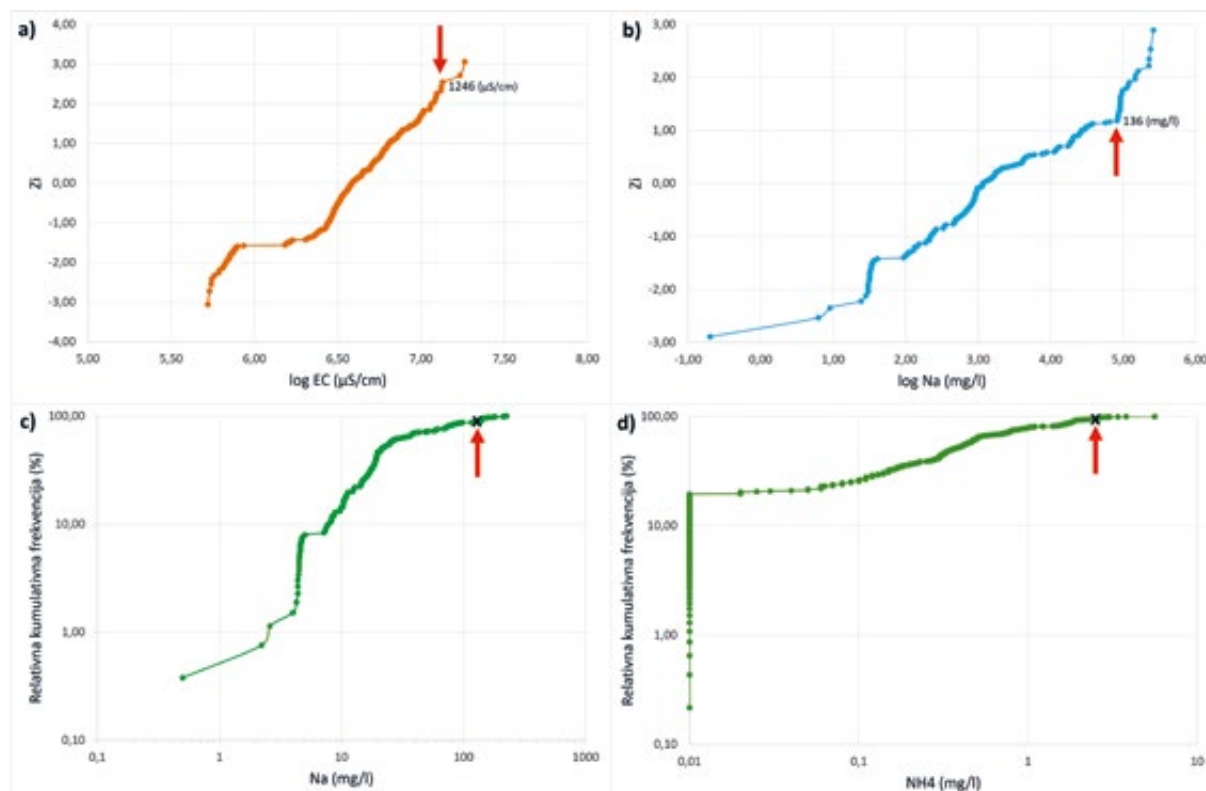 a)
4,00
3,00
2,00
1,00
0,00
-1,00
-2,00
-3,00
-4,00
Zi
1246 (µS/cm)
5,00 5,50 6,00 6,50 7,00 7,50 8,00
log EC (µS/cm)
b)
3,00
2,00
1,00
0,00
-1,00
-2,00
-3,00
Zi
136 (mg/l)
-1,00 0,00 1,00 2,00 3,00 4,00 5,00 6,00
log Na (mg/l)
c)
100,00
10,00
1,00
0,10
Relativna kumulativna frekvencija (%)
0,1 1 10 100 1000
Na (mg/l)
d)
100,00
10,00
1,00
0,10
Relativna kumulativna frekvencija (%)
0,01 0,1 1 10
NH4 (mg/l)